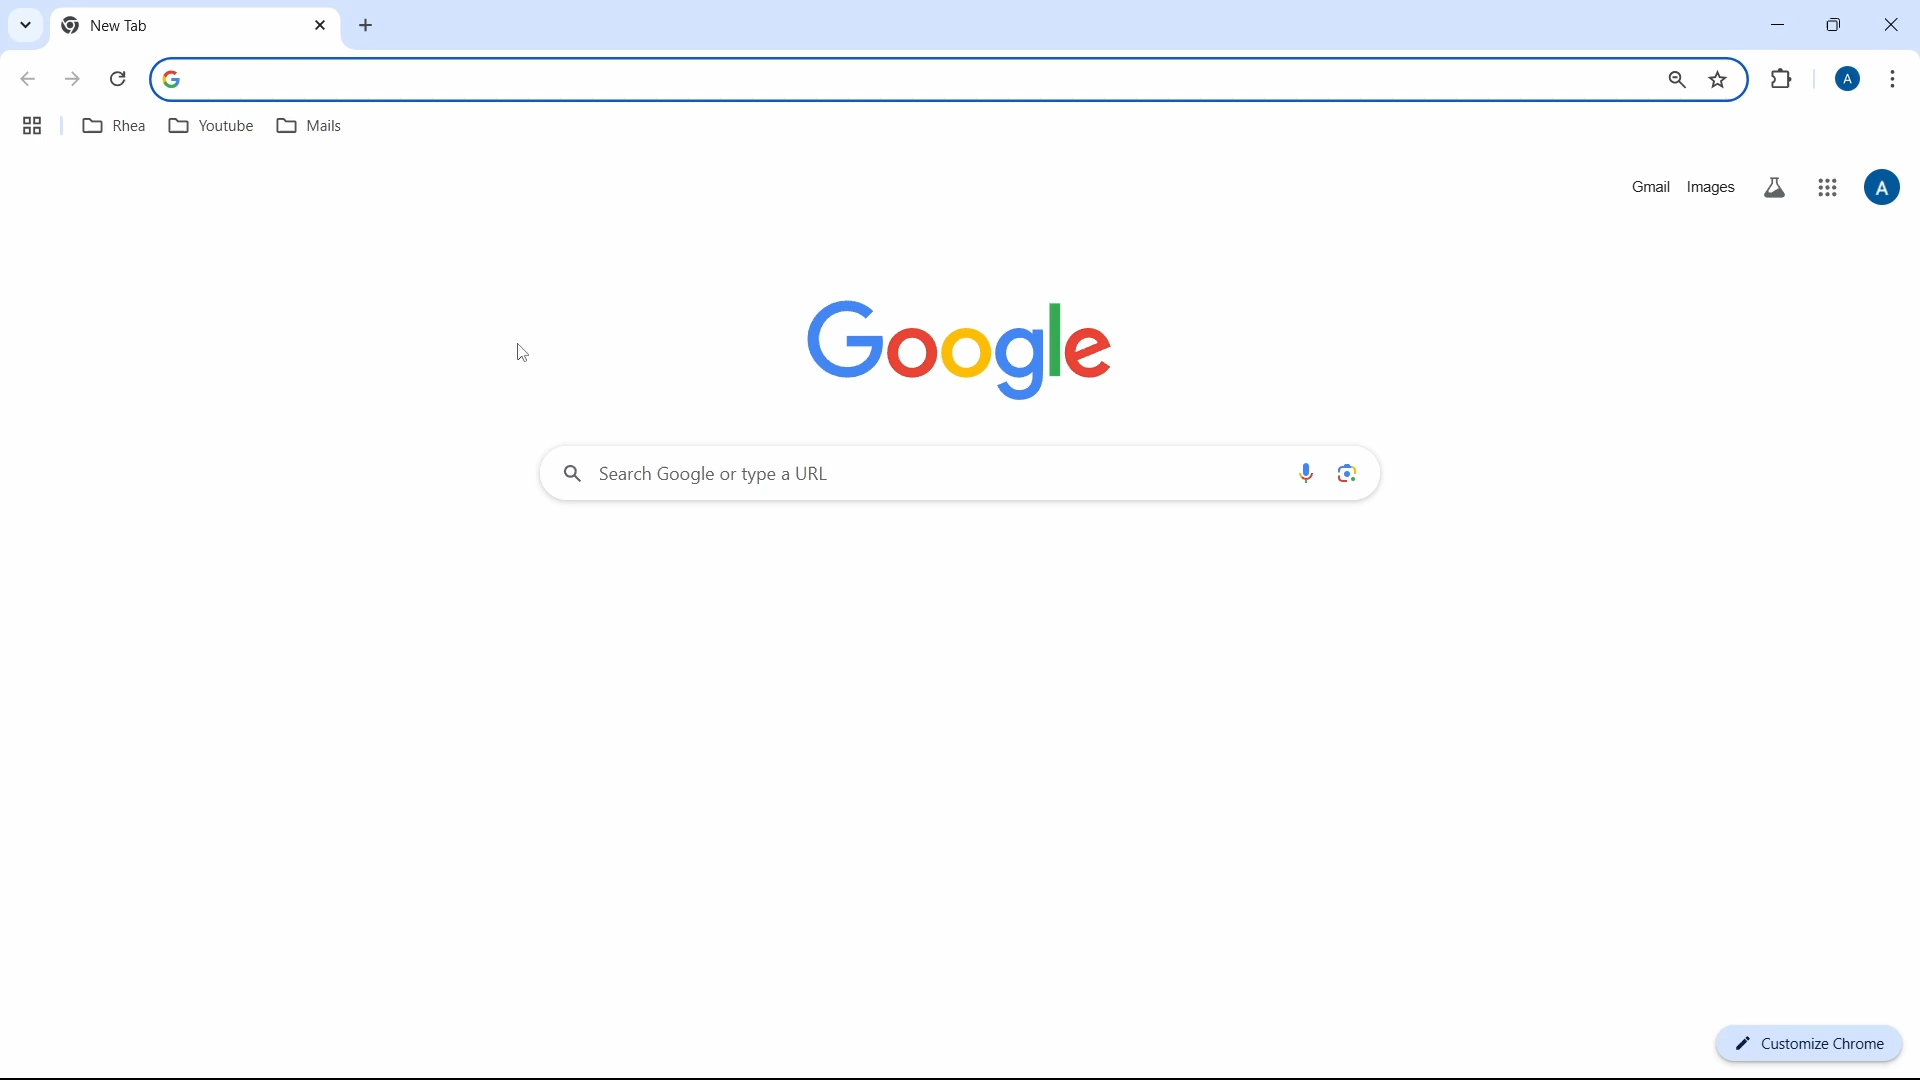 New Tab
Rhea Youtube Mails
Gmail Images A
Google
Search Google or type a URL
Customize Chrome